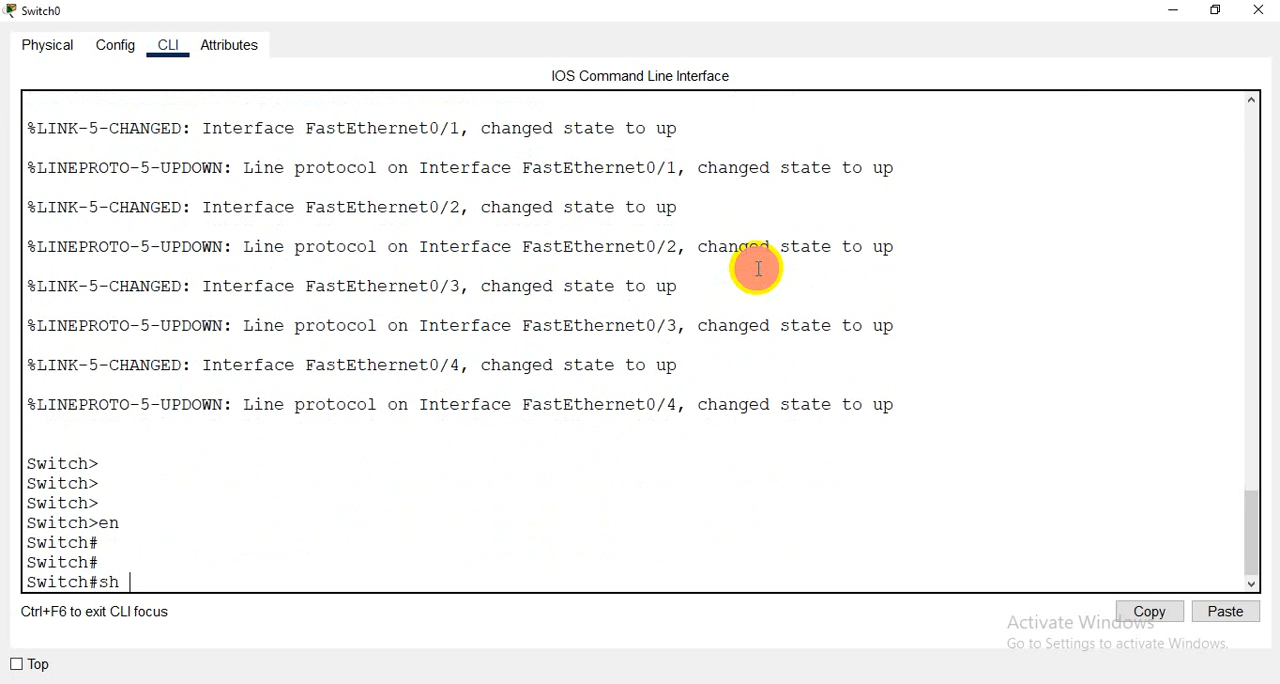 Switch0
Physical Config CLI Attributes
IOS Command Line Interface
%LINK-5-CHANGED: Interface FastEthernet0/1, changed state to up
%LINEPROTO-5-UPDOWN: Line protocol on Interface FastEthernet0/1, changed state to up
%LINK-5-CHANGED: Interface FastEthernet0/2, changed state to up
%LINEPROTO-5-UPDOWN: Line protocol on Interface FastEthernet0/2, changed state to up
%LINK-5-CHANGED: Interface FastEthernet0/3, changed state to up
%LINEPROTO-5-UPDOWN: Line protocol on Interface FastEthernet0/3, changed state to up
%LINK-5-CHANGED: Interface FastEthernet0/4, changed state to up
%LINEPROTO-5-UPDOWN: Line protocol on Interface FastEthernet0/4, changed state to up
Switch>
Switch>
Switch>
Switch>en
Switch#
Switch#
Switch#sh
Ctrl+F6 to exit CLI focus
Copy Paste
Activate Windows
Go to Settings to activate Windows.
Top